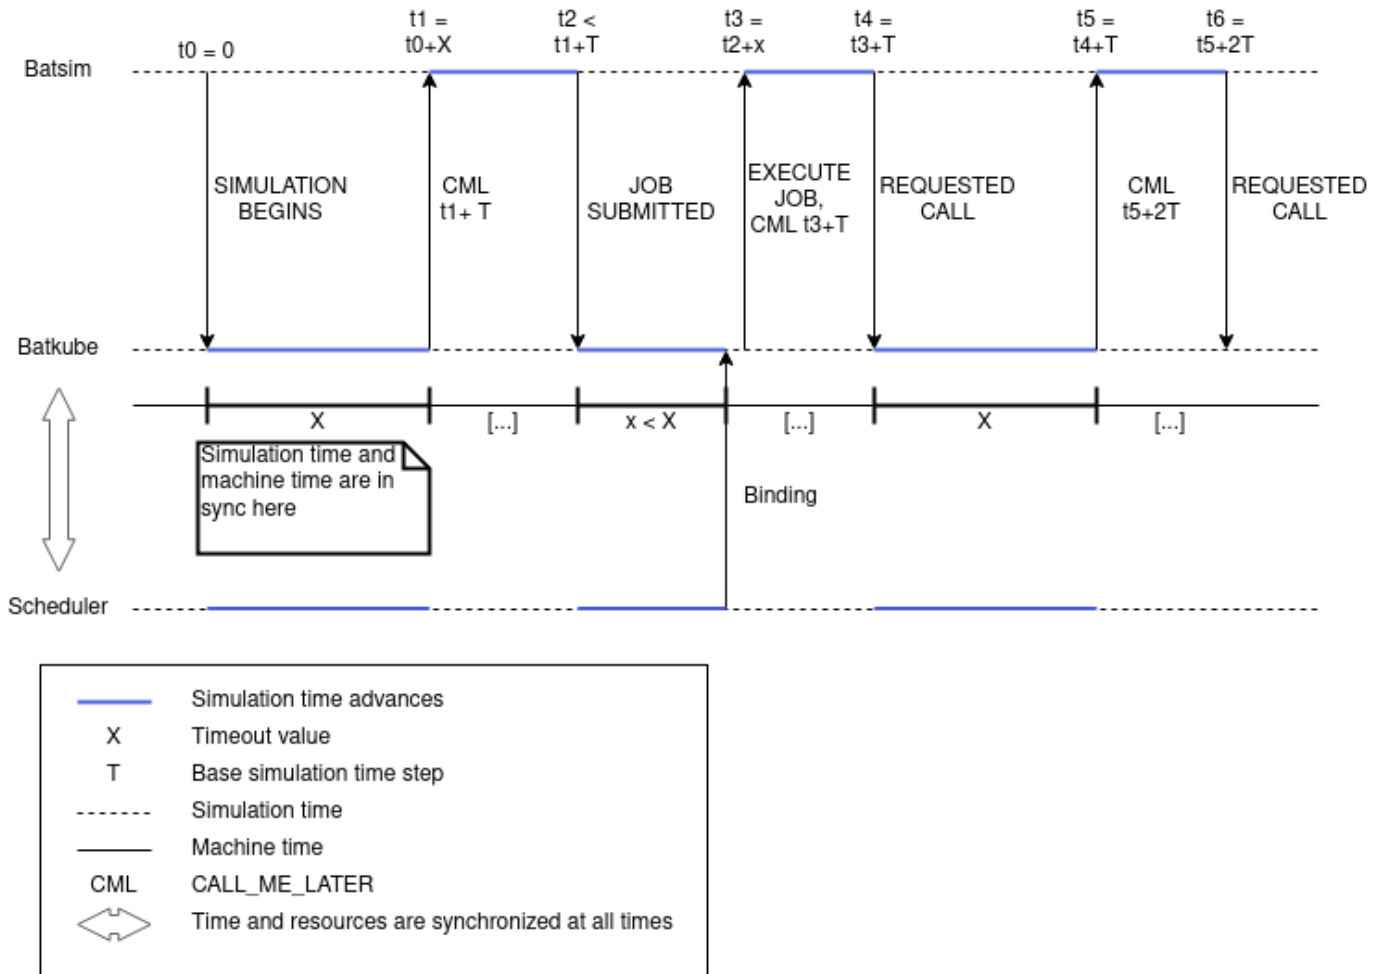 t0 = 0
t1 =
t0+X
t2 <
t1+T
t3 =
t2+x
t4 =
t3+T
t5 =
t4+T
t6 =
t5+2T
Batsim
SIMULATION
BEGINS
CML
t1+ T
JOB
SUBMITTED
EXECUTE
JOB,
CML t3+T
REQUESTED
CALL
CML
t5+2T
REQUESTED
CALL
Batkube
X
[...]
x < X
[...]
X
[...]
Simulation time and
machine time are in
sync here
Binding
Scheduler
Simulation time advances
X Timeout value
T Base simulation time step
Simulation time
Machine time
CML CALL_ME_LATER
Time and resources are synchronized at all times